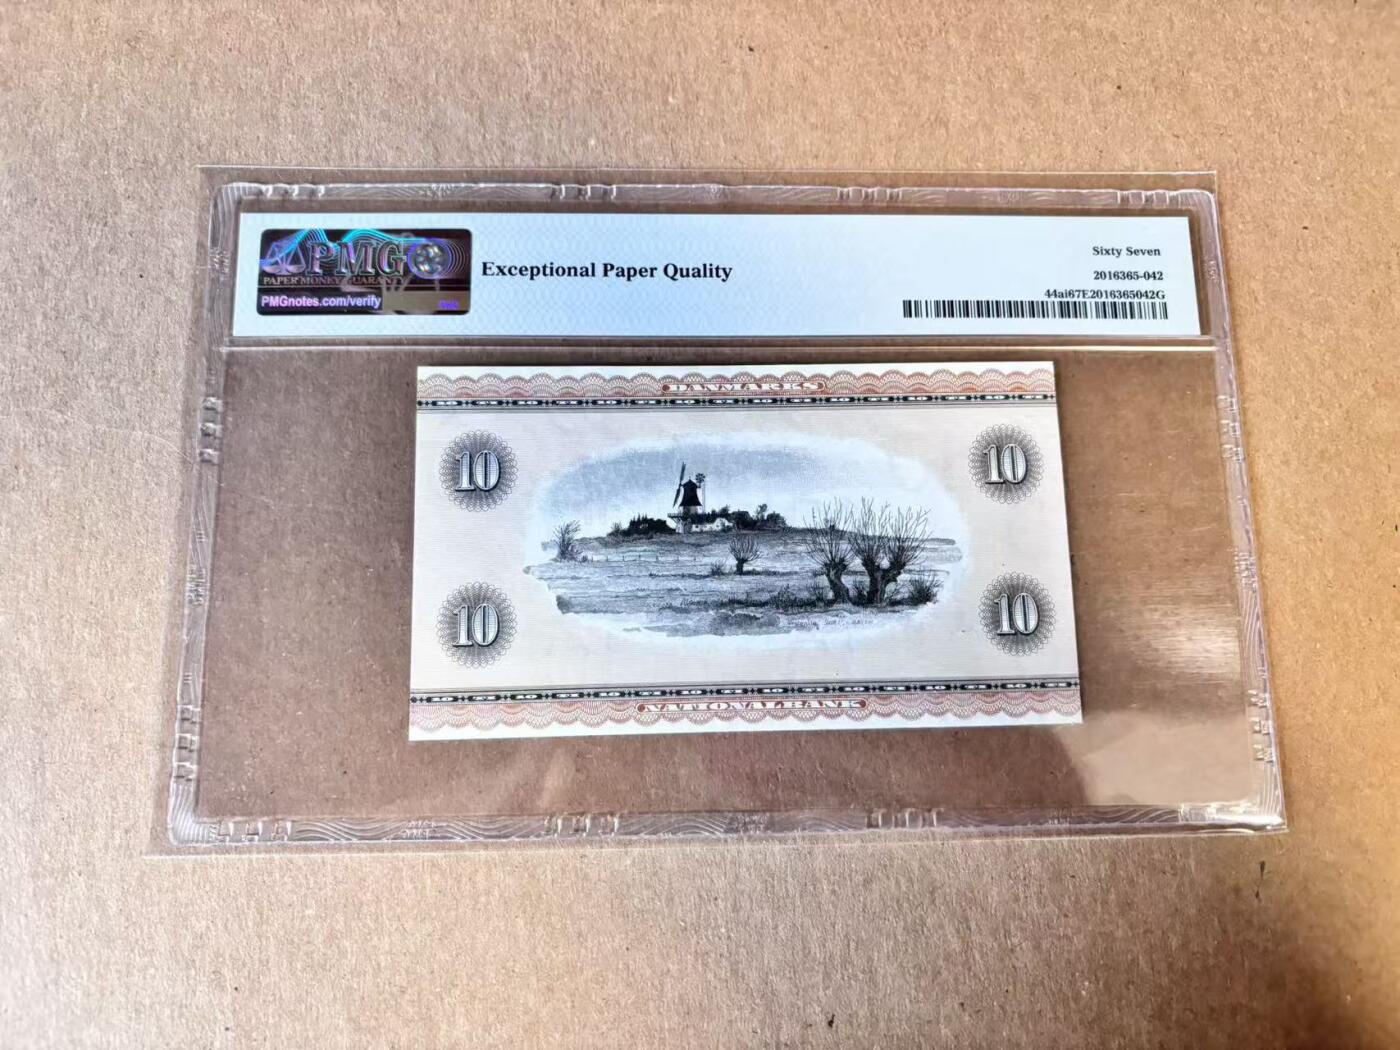 PMG
PAPER MONEY GUARANTY
PMGnotes.com/verify
Exceptional Paper Quality
Sixty Seven
2016365-042
44ai67E2016365042G
DANMARKS
10
10
10
10
NATIONALBANK